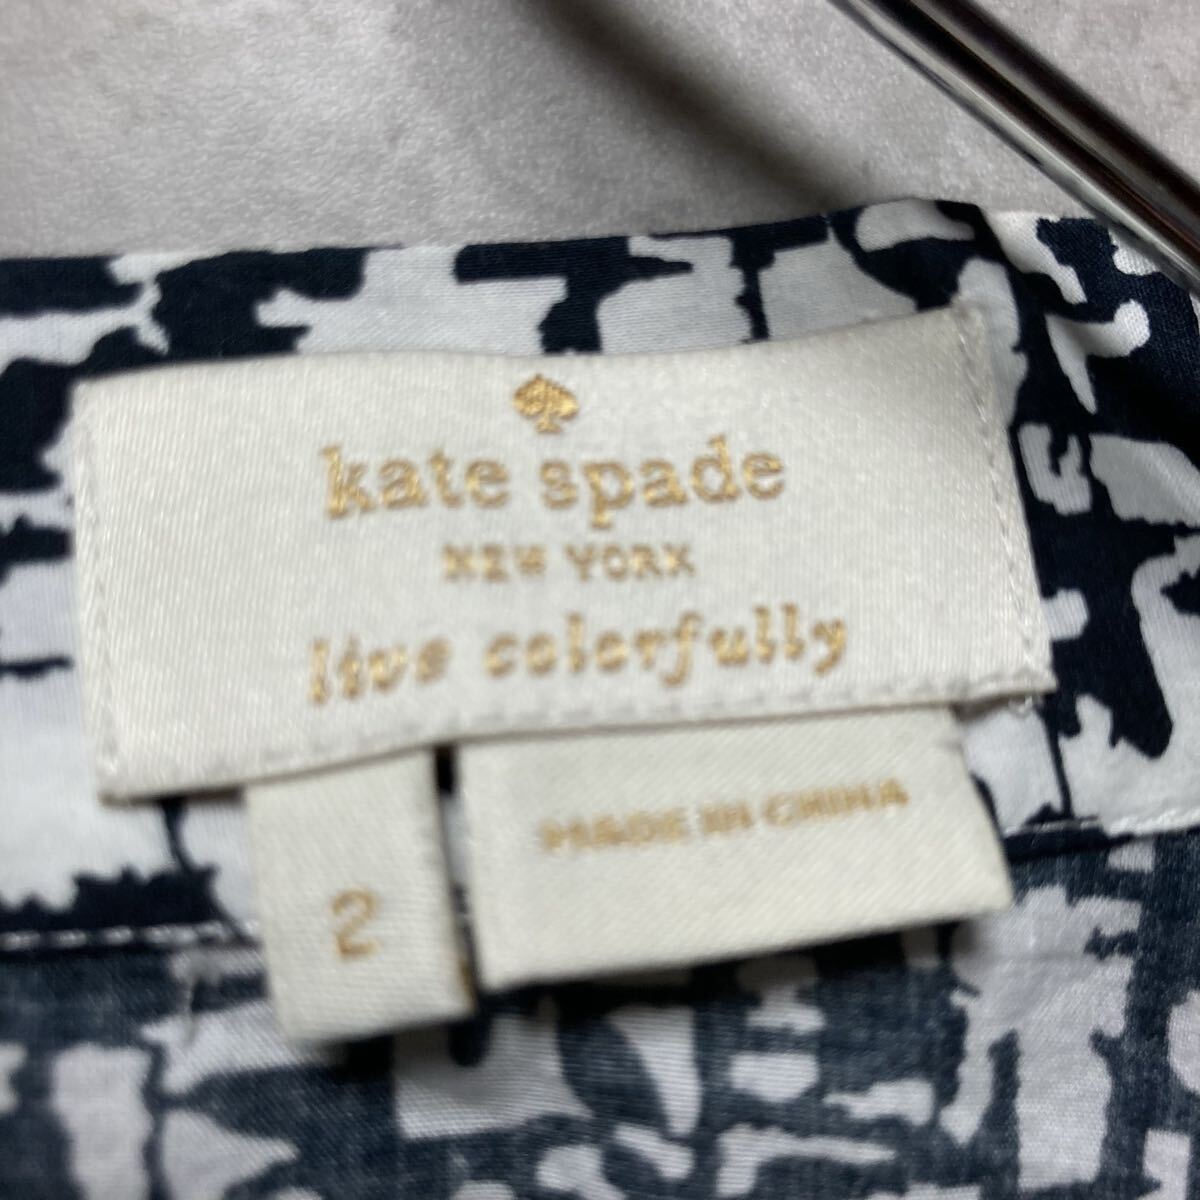 kate spade
NEW YORK
live colorfully
2
MADE IN CHINA